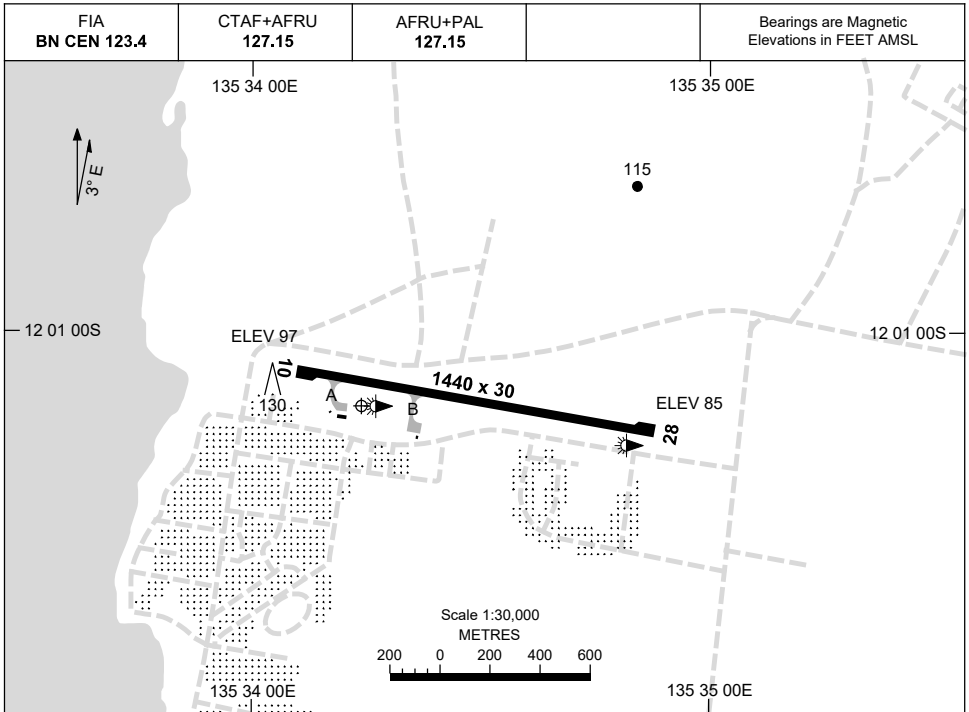 FIA
BN CEN 123.4
CTAF+AFRU
127.15
AFRU+PAL
127.15
Bearings are Magnetic
Elevations in FEET AMSL
135 34 00E
135 35 00E
3° E
115
12 01 00S
12 01 00S
ELEV 97
10
130
A
B
1440 x 30
ELEV 85
28
Scale 1:30,000
METRES
200 0 200 400 600
135 34 00E
135 35 00E